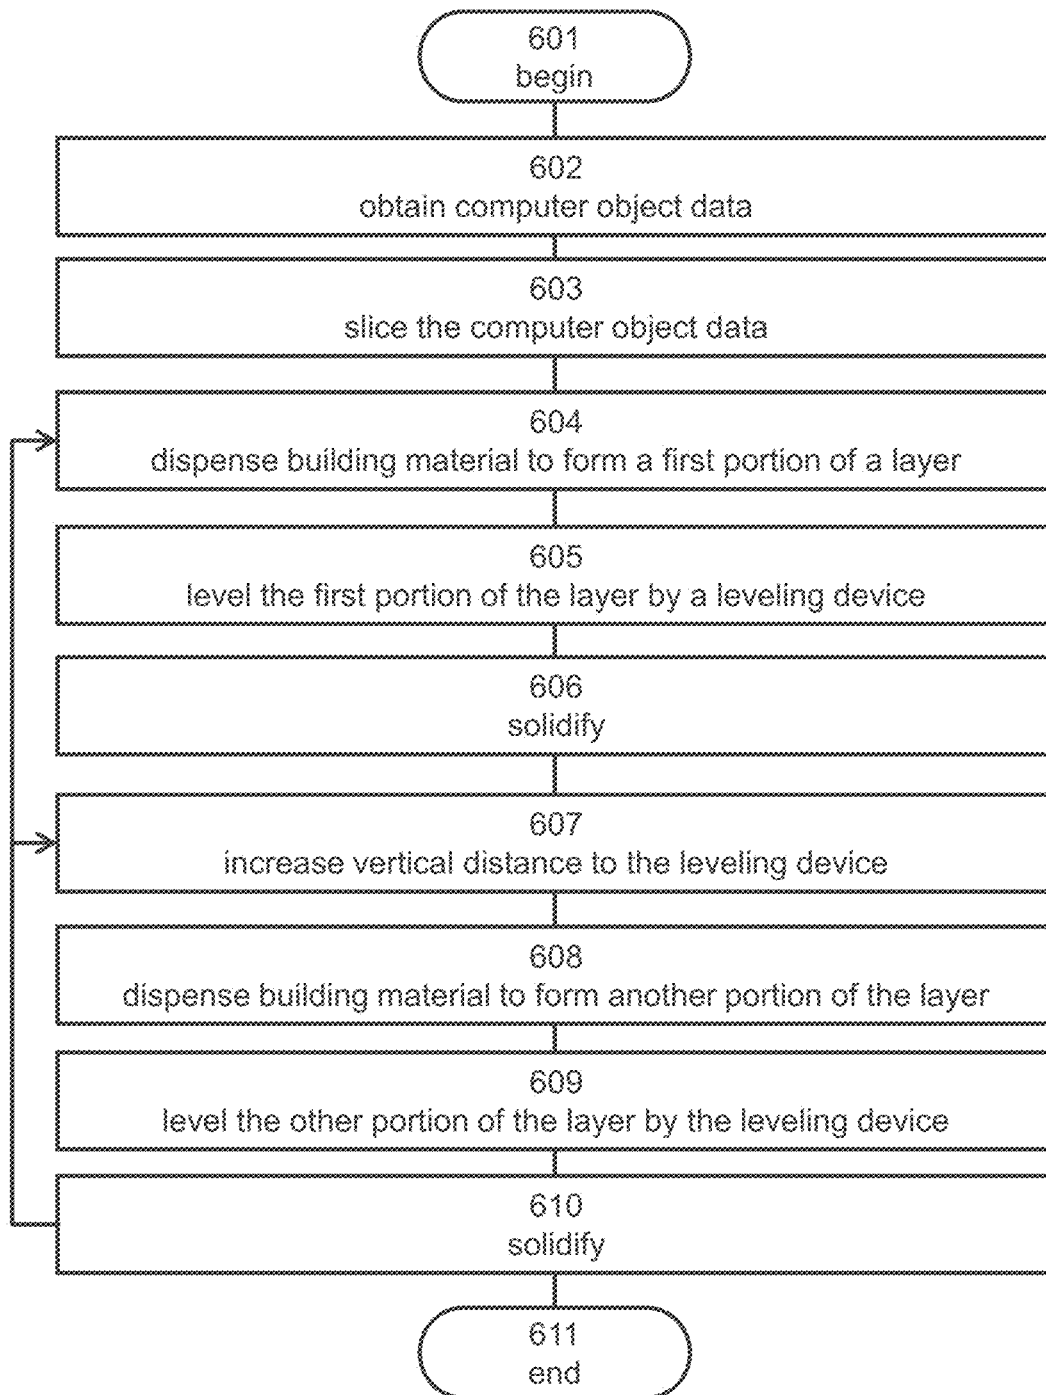 601
begin
602
obtain computer object data
603
slice the computer object data
604
dispense building material to form a first portion of a layer
605
level the first portion of the layer by a leveling device
606
solidify
607
increase vertical distance to the leveling device
608
dispense building material to form another portion of the layer
609
level the other portion of the layer by the leveling device
610
solidify
611
end